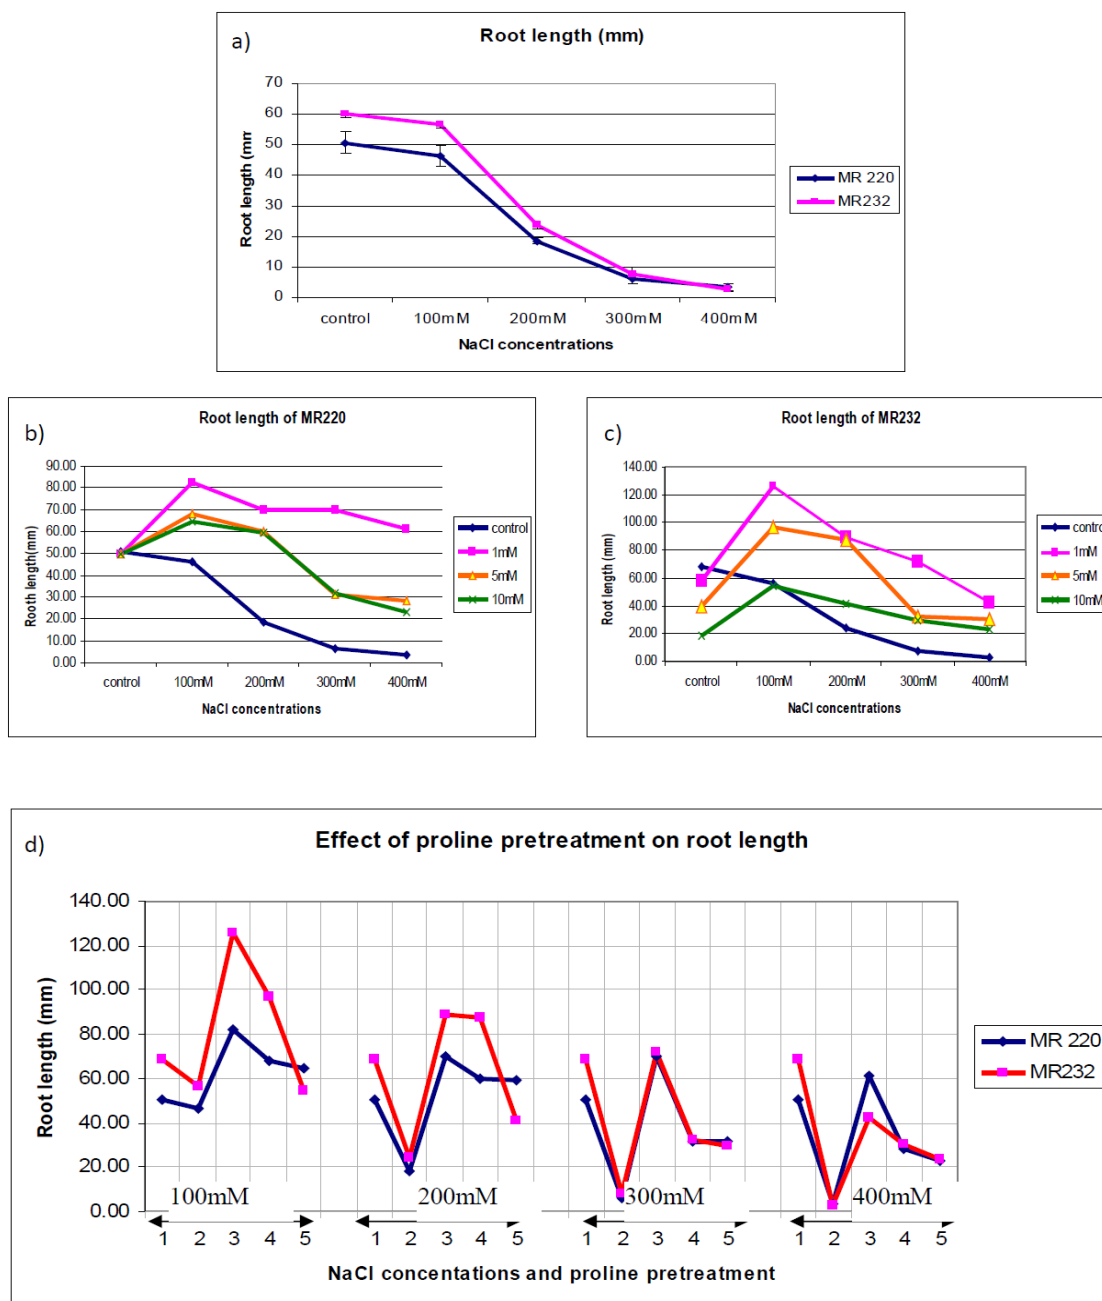 a)
Root length (mm)
70
60
50
40
30
20
10
0
Root length (mm
control 100mM 200mM 300mM 400mM
NaCl concentrations
MR 220
MR232
b)
Root length of MR220
90.00
80.00
70.00
60.00
50.00
40.00
30.00
20.00
10.00
0.00
Rooth length(mm)
control 100mM 200mM 300mM 400mM
NaCl concentrations
control
1mM
5mM
10mM
c)
Root length of MR232
140.00
120.00
100.00
80.00
60.00
40.00
20.00
0.00
Root length (mm)
control 100mM 200mM 300mM 400mM
NaCl concentrations
control
1mM
5mM
10mM
d)
Effect of proline pretreatment on root length
140.00
120.00
100.00
80.00
60.00
40.00
20.00
0.00
Root length (mm)
100mM 200mM 300mM 400mM
1 2 3 4 5 1 2 3 4 5 1 2 3 4 5 1 2 3 4 5
NaCl concentations and proline pretreatment
MR 220
MR232